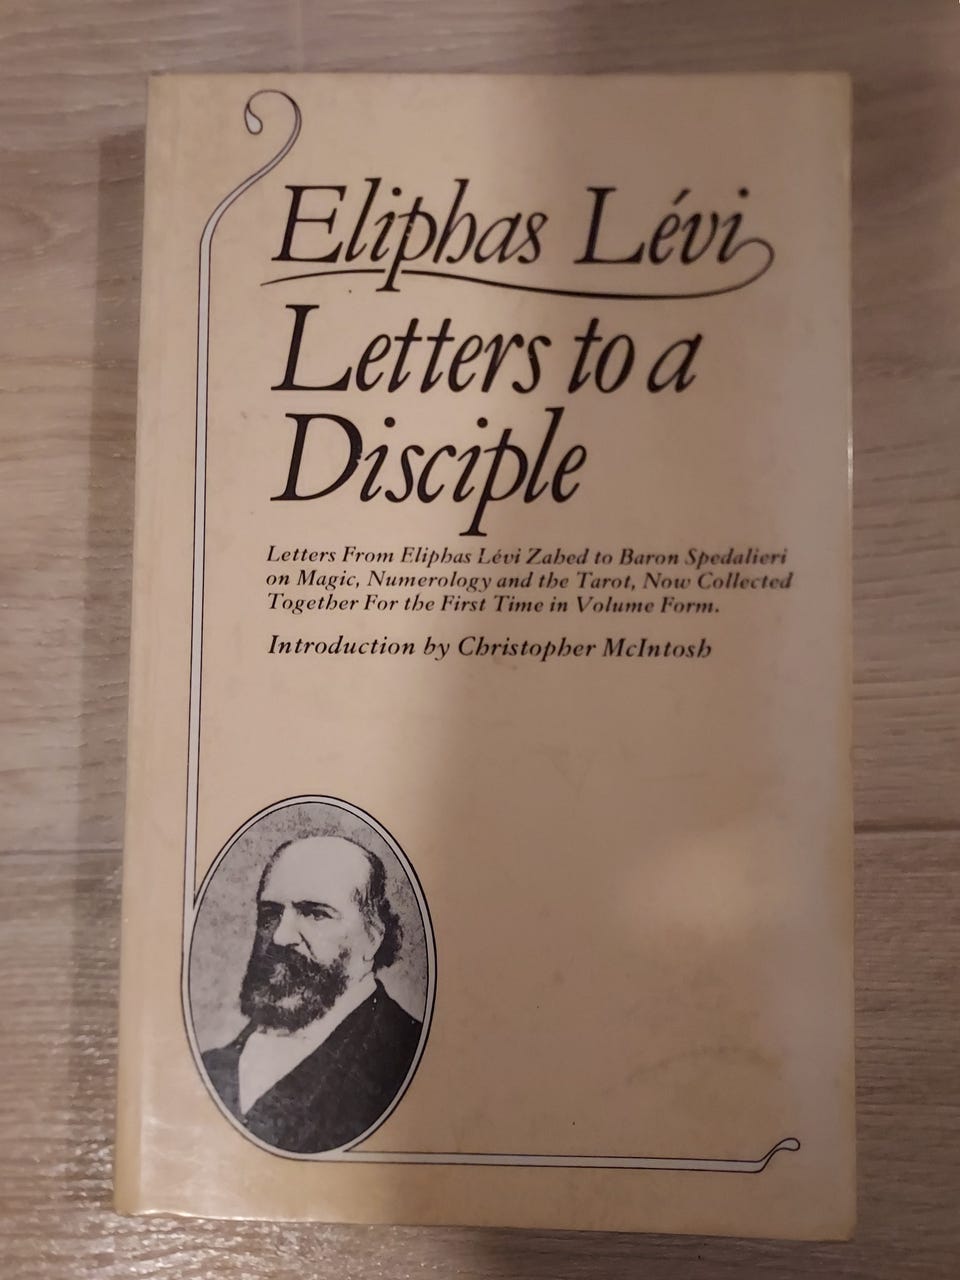 Eliphas Lévi
Letters to a
Disciple
Letters From Eliphas Lévi Zahed to Baron Spedalieri
on Magic, Numerology and the Tarot, Now Collected
Together For the First Time in Volume Form.
Introduction by Christopher McIntosh